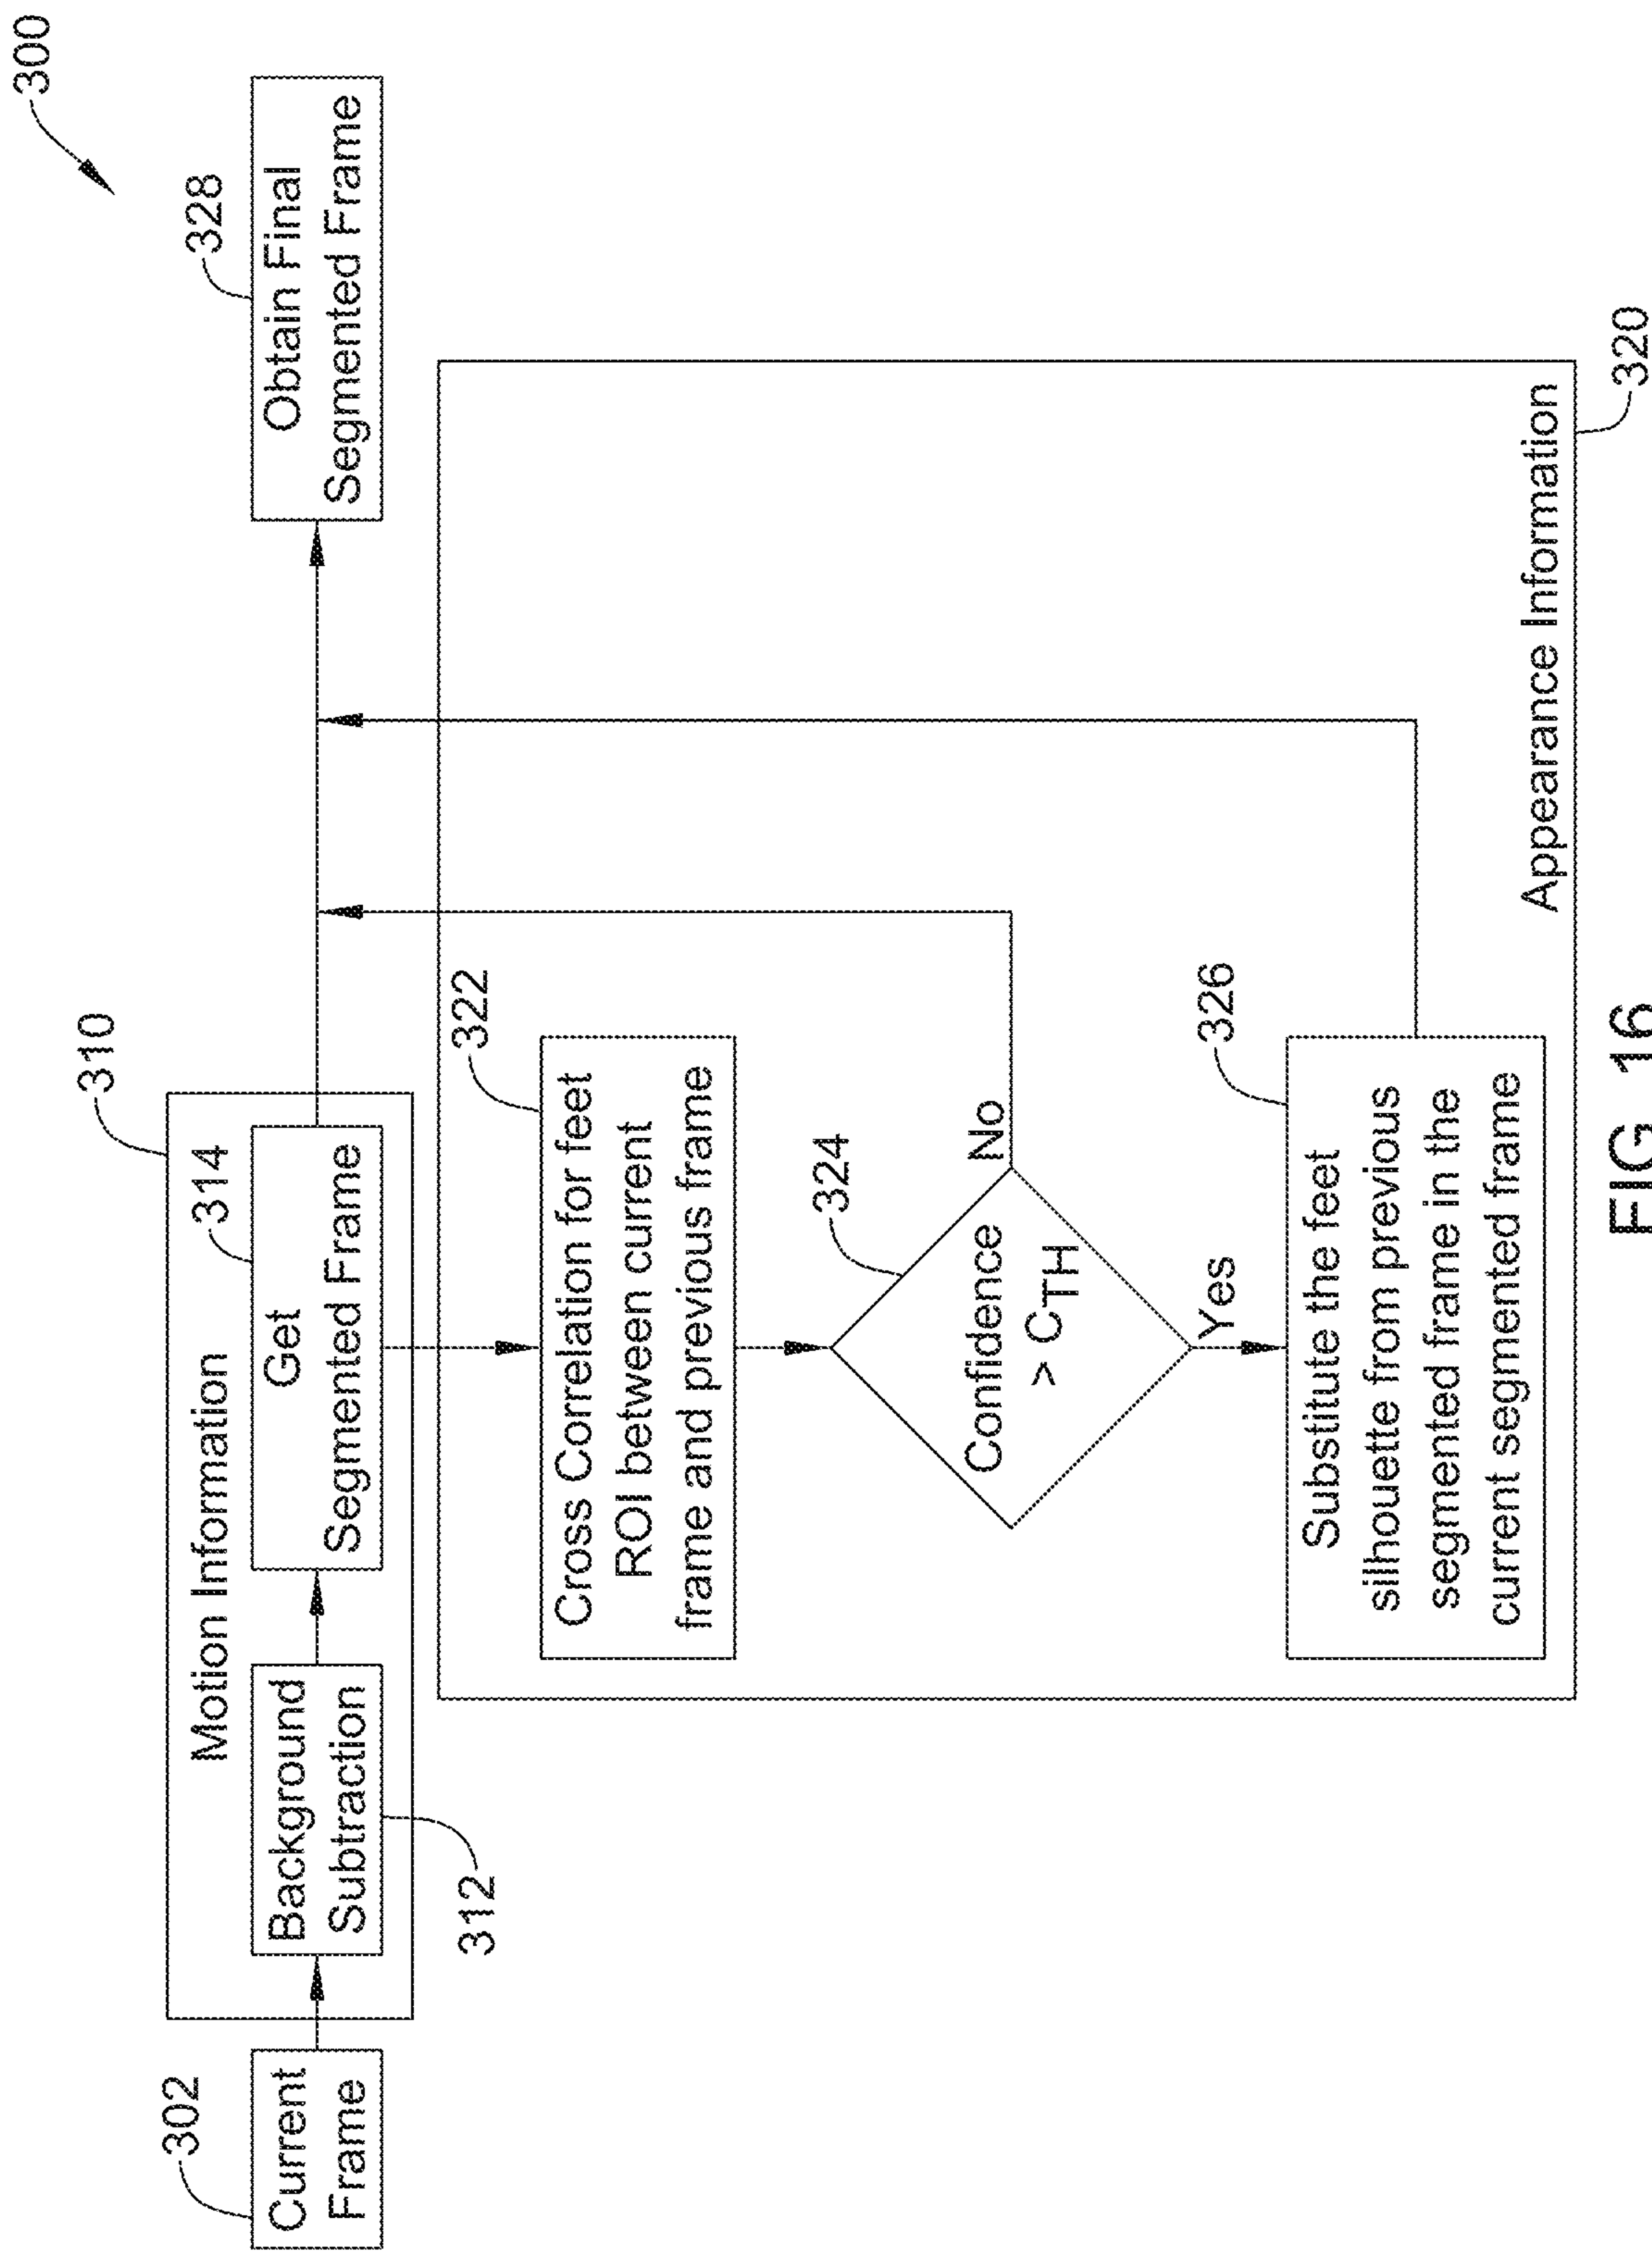 300
310
Motion Information
302
Current
Frame
Background
Subtraction
312
314
Get
Segmented Frame
328
Obtain Final
Segmented Frame
322
Cross Correlation for feet
ROI between current
frame and previous frame
324
Confidence
> CTH
No
Yes
326
Substitute the feet
silhouette from previous
segmented frame in the
current segmented frame
Appearance Information
320
FIG 16